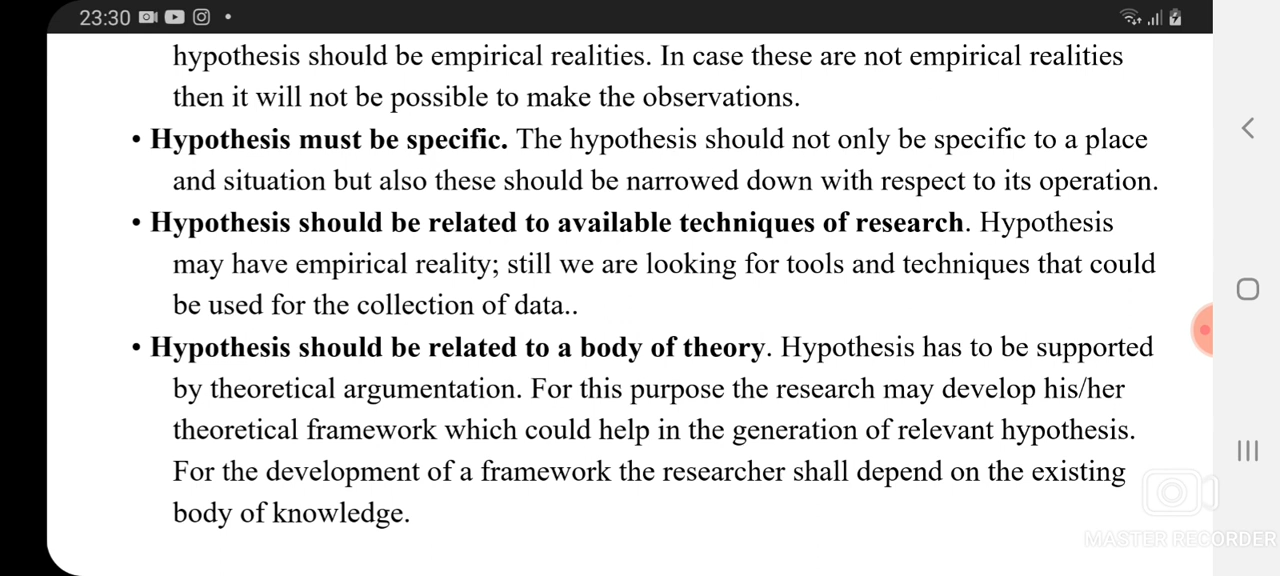 23:30
hypothesis should be empirical realities. In case these are not empirical realities
then it will not be possible to make the observations.
• Hypothesis must be specific. The hypothesis should not only be specific to a place
and situation but also these should be narrowed down with respect to its operation.
• Hypothesis should be related to available techniques of research. Hypothesis
may have empirical reality; still we are looking for tools and techniques that could
be used for the collection of data..
• Hypothesis should be related to a body of theory. Hypothesis has to be supported
by theoretical argumentation. For this purpose the research may develop his/her
theoretical framework which could help in the generation of relevant hypothesis.
For the development of a framework the researcher shall depend on the existing
body of knowledge.
MASTER RECORDER